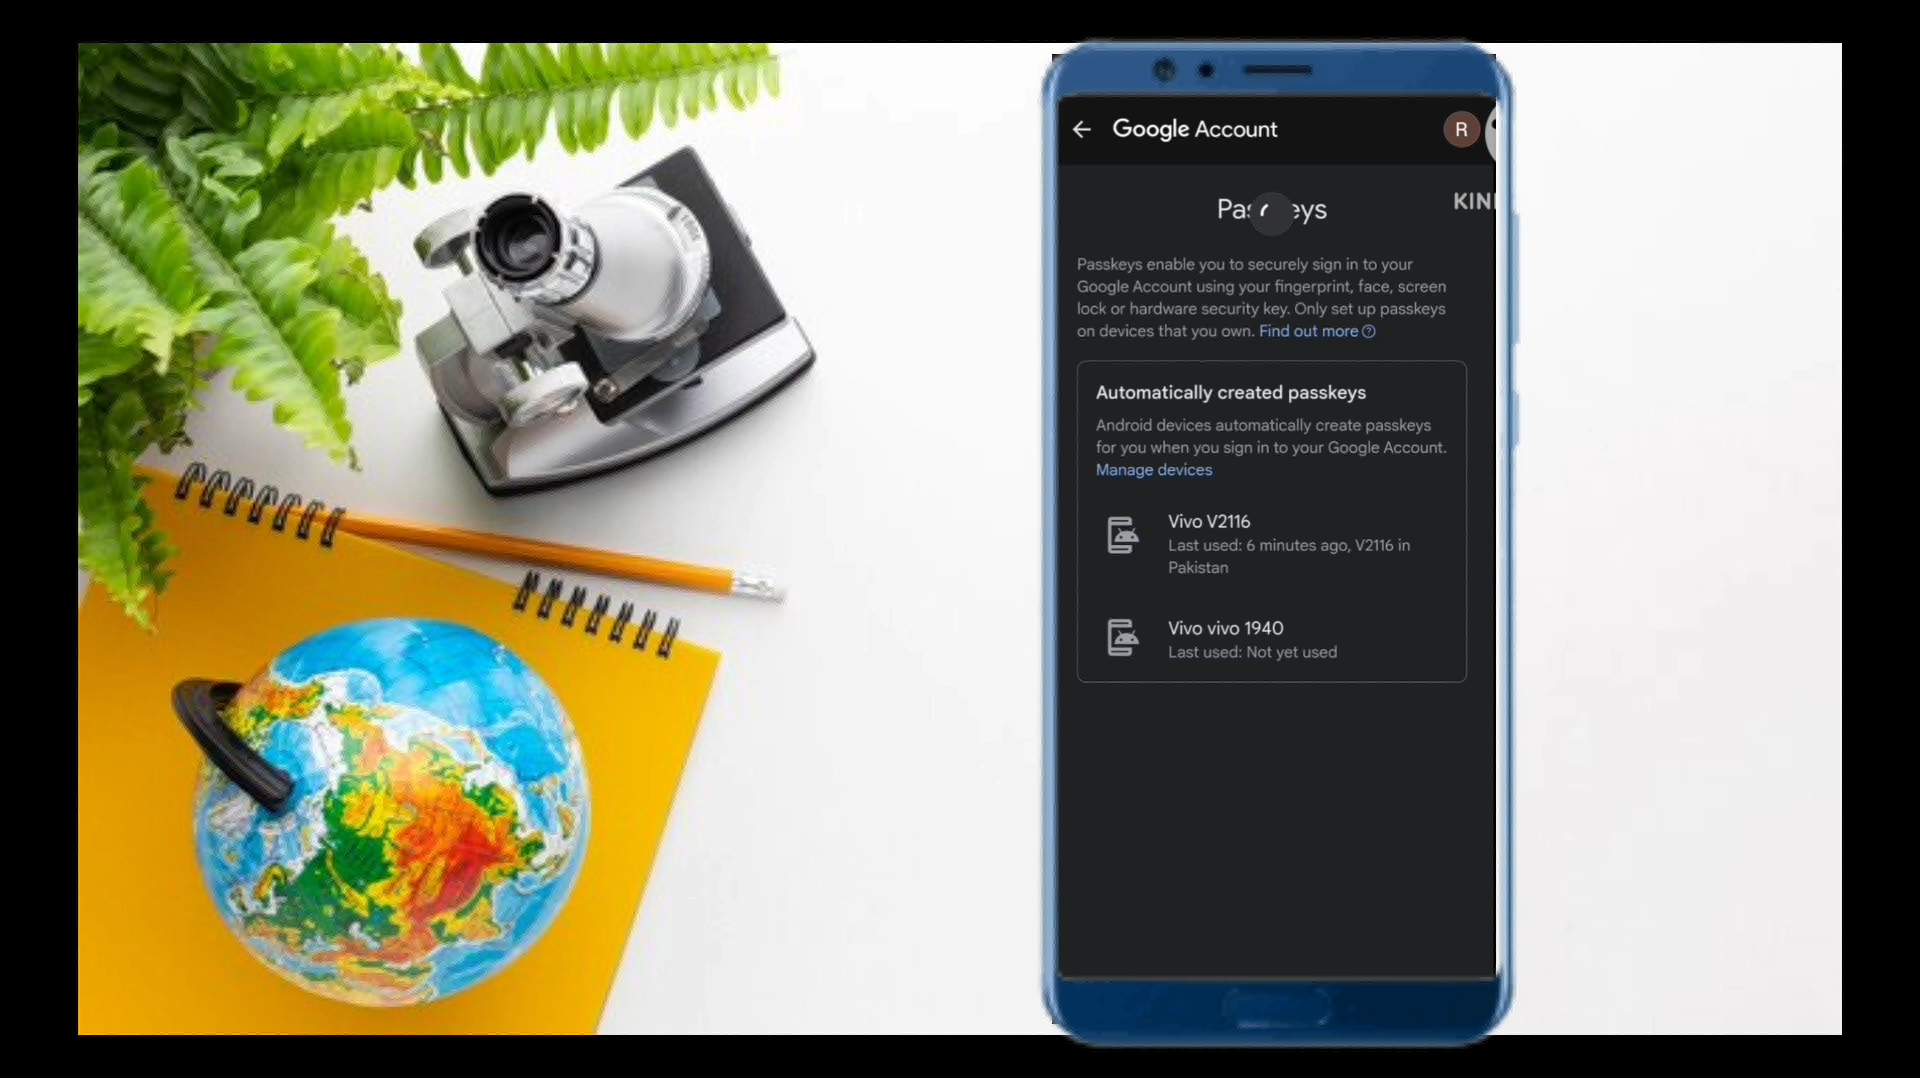 Google Account
R
KIN
Passkeys
Passkeys enable you to securely sign in to your
Google Account using your fingerprint, face, screen
lock or hardware security key. Only set up passkeys
on devices that you own. Find out more
Automatically created passkeys
Android devices automatically create passkeys
for you when you sign in to your Google Account.
Manage devices
Vivo V2116
Last used: 6 minutes ago, V2116 in
Pakistan
Vivo vivo 1940
Last used: Not yet used